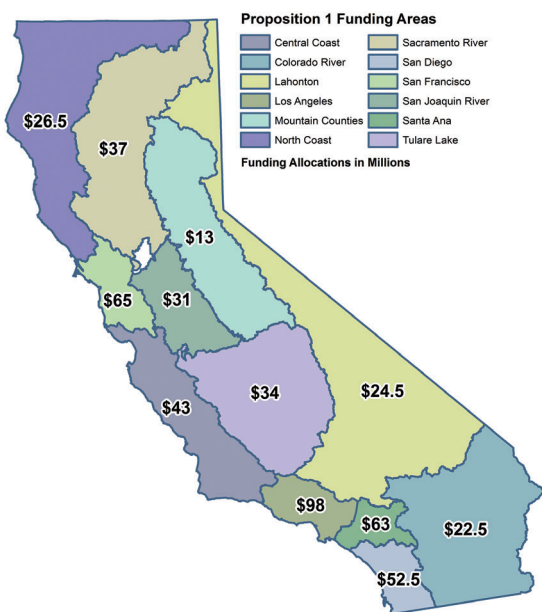 Proposition 1 Funding Areas
Central Coast
Colorado River
Lahonton
Los Angeles
Mountain Counties
North Coast
Sacramento River
San Diego
San Francisco
San Joaquin River
Santa Ana
Tulare Lake
Funding Allocations in Millions
$26.5
$37
$13
$65
$31
$43
$34
$24.5
$98
$63
$22.5
$52.5